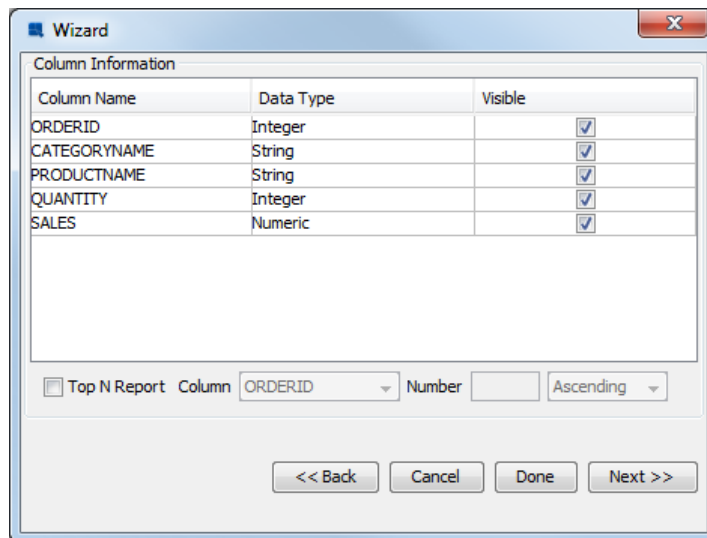 Wizard
Column Information
Column Name Data Type Visible
ORDERID Integer
CATEGORYNAME String
PRODUCTNAME String
QUANTITY Integer
SALES Numeric
Top N Report Column ORDERID Number Ascending
<< Back Cancel Done Next >>